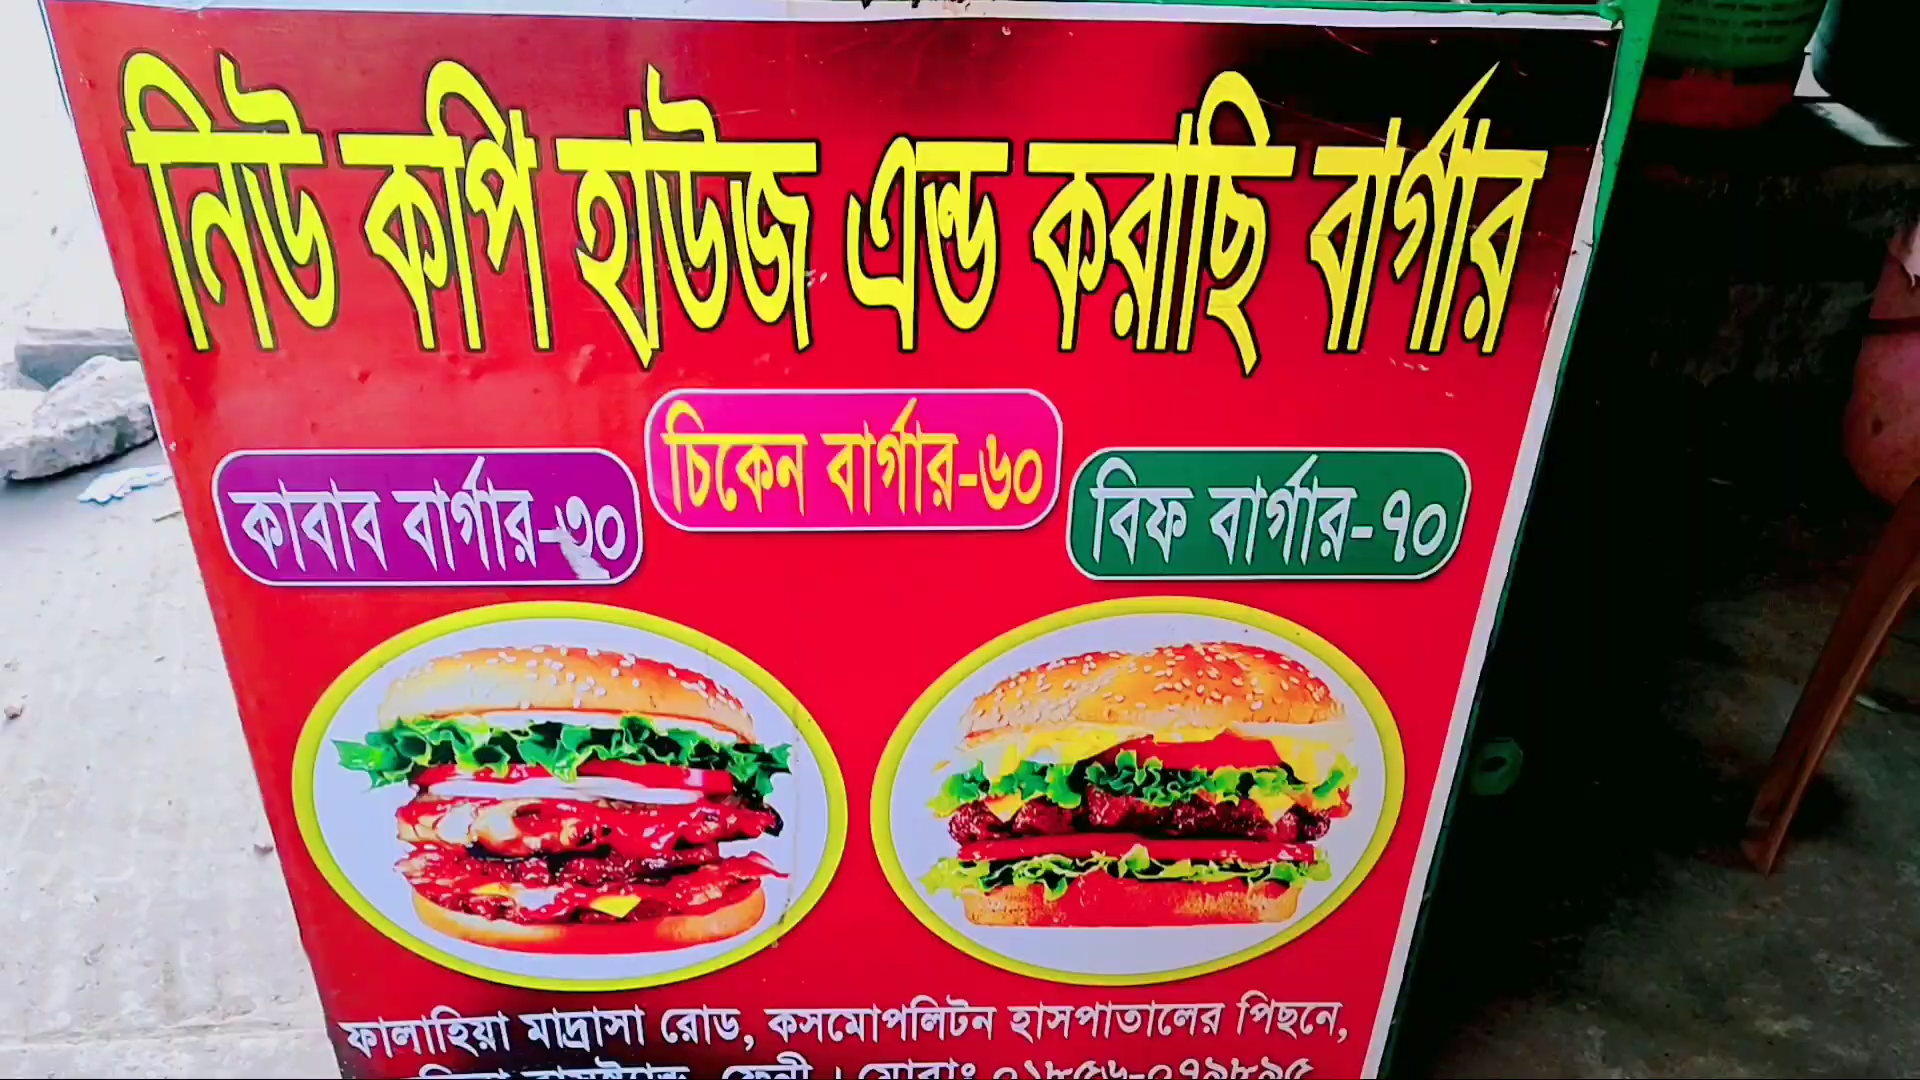 নিউ কপি হাউজ এন্ড করাছি বার্গার
চিকেন বার্গার-৬০
কাবাব বার্গার-৩০
বিফ বার্গার-৭০
ফালাহিয়া মাদ্রাসা রোড, কসমোপলিটন হাসপাতালের পিছনে,
ফেনী । মোবাঃ